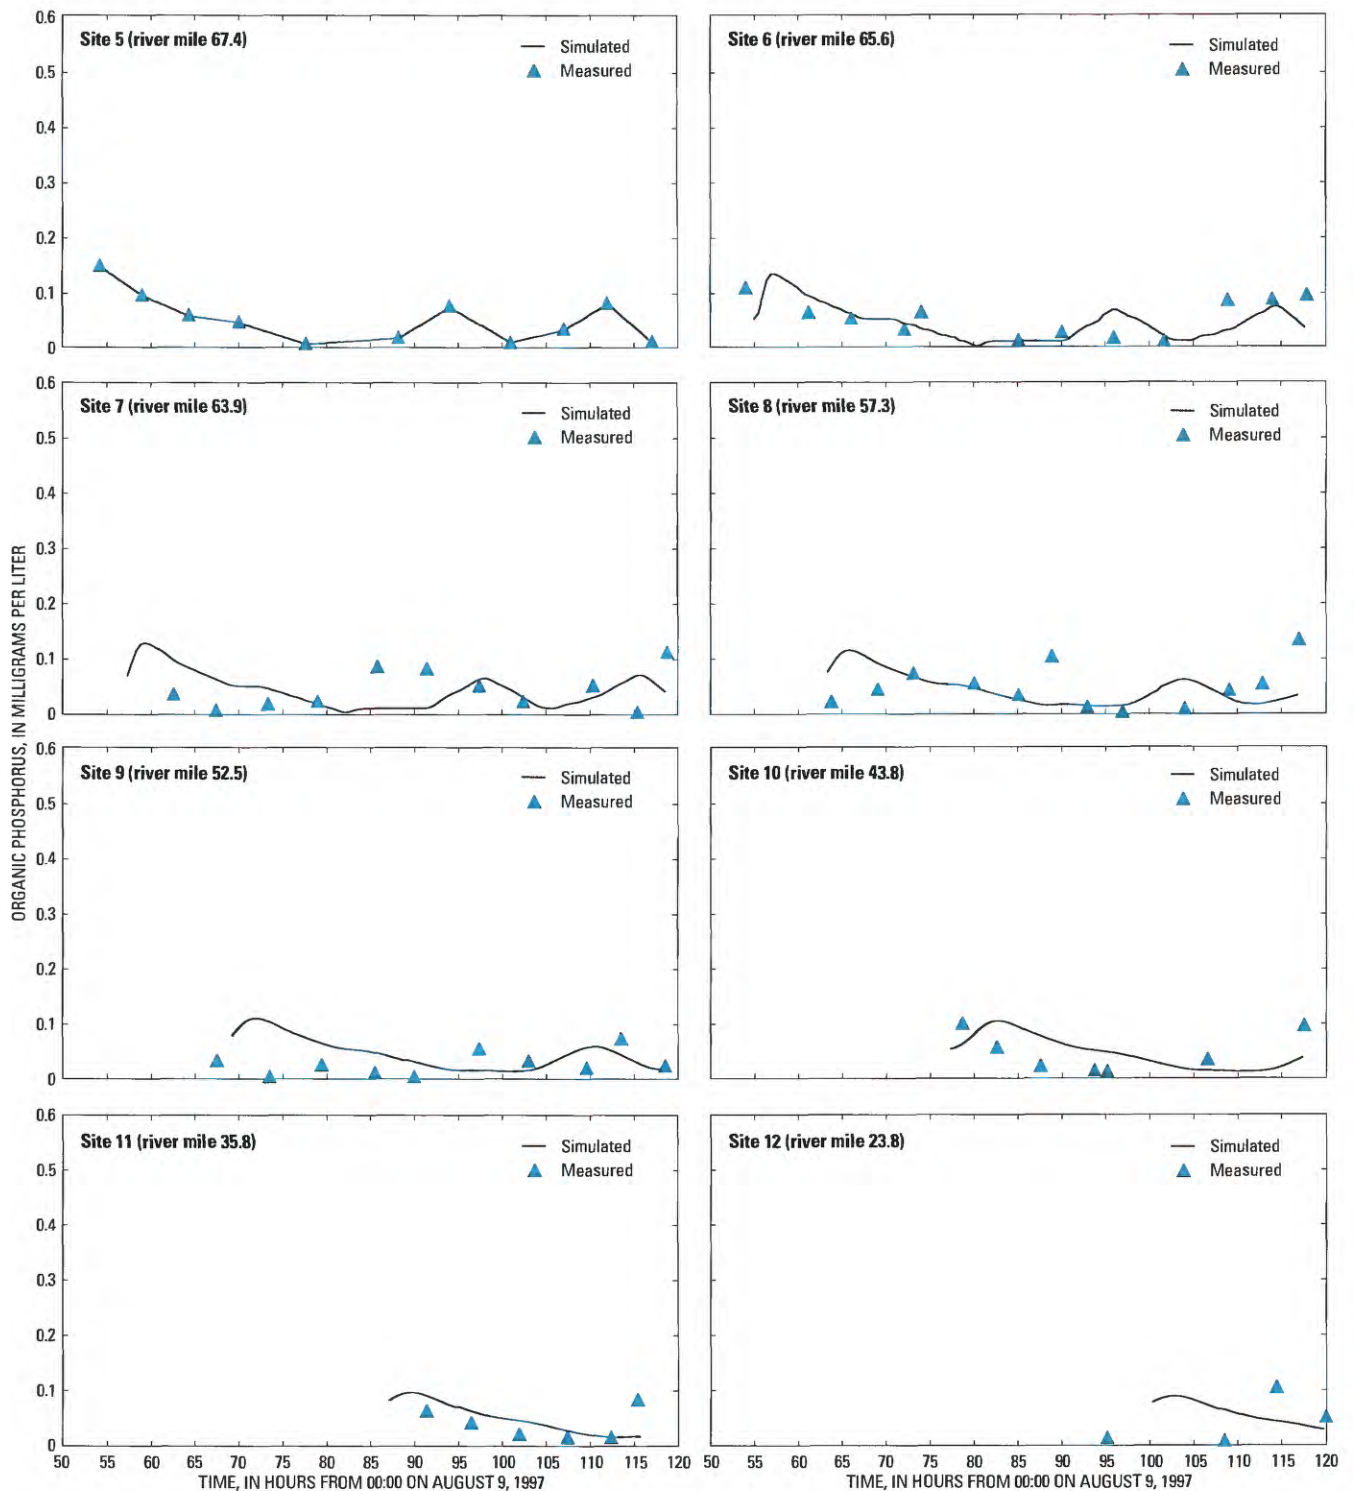 Site 5 (river mile 67.4)
Simulated
Measured
0.6
0.5
0.4
0.3
0.2
0.1
0
Site 6 (river mile 65.6)
Simulated
Measured
Site 7 (river mile 63.9)
Simulated
Measured
0.6
0.5
0.4
0.3
0.2
0.1
0
Site 8 (river mile 57.3)
Simulated
Measured
ORGANIC PHOSPHORUS, IN MILLIGRAMS PER LITER
Site 9 (river mile 52.5)
Simulated
Measured
0.6
0.5
0.4
0.3
0.2
0.1
0
Site 10 (river mile 43.8)
Simulated
Measured
Site 11 (river mile 35.8)
Simulated
Measured
0.6
0.5
0.4
0.3
0.2
0.1
0
Site 12 (river mile 23.8)
Simulated
Measured
50 55 60 65 70 75 80 85 90 95 100 105 110 115 120
50 55 60 65 70 75 80 85 90 95 100 105 110 115 120
TIME, IN HOURS FROM 00:00 ON AUGUST 9, 1997
TIME, IN HOURS FROM 00:00 ON AUGUST 9, 1997